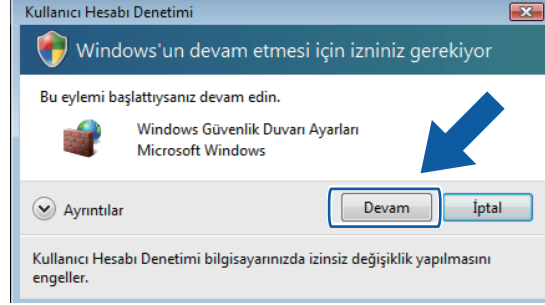 Kullanıcı Hesabı Denetimi
Windows'un devam etmesi için izniniz gerekiyor
Bu eylemi başlattıysanız devam edin.
Windows Güvenlik Duvarı Ayarları
Microsoft Windows
Ayrıntılar
Devam
İptal
Kullanıcı Hesabı Denetimi bilgisayarınızda izinsiz değişiklik yapılmasını
engeller.